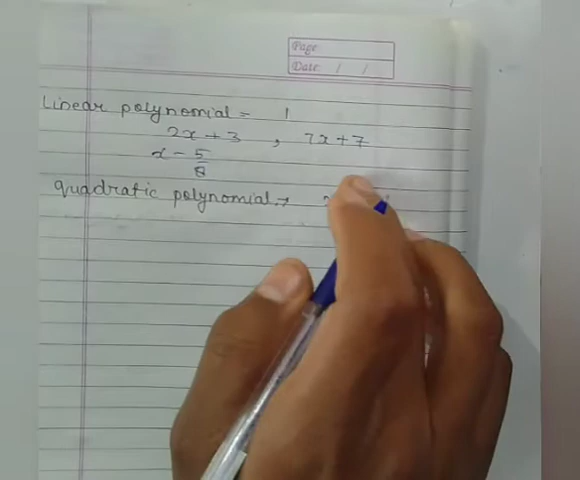 Page
Date / /
Linear polynomial = 1
2x + 3 , 7x + 7
x - 5/8
quadratic polynomial →